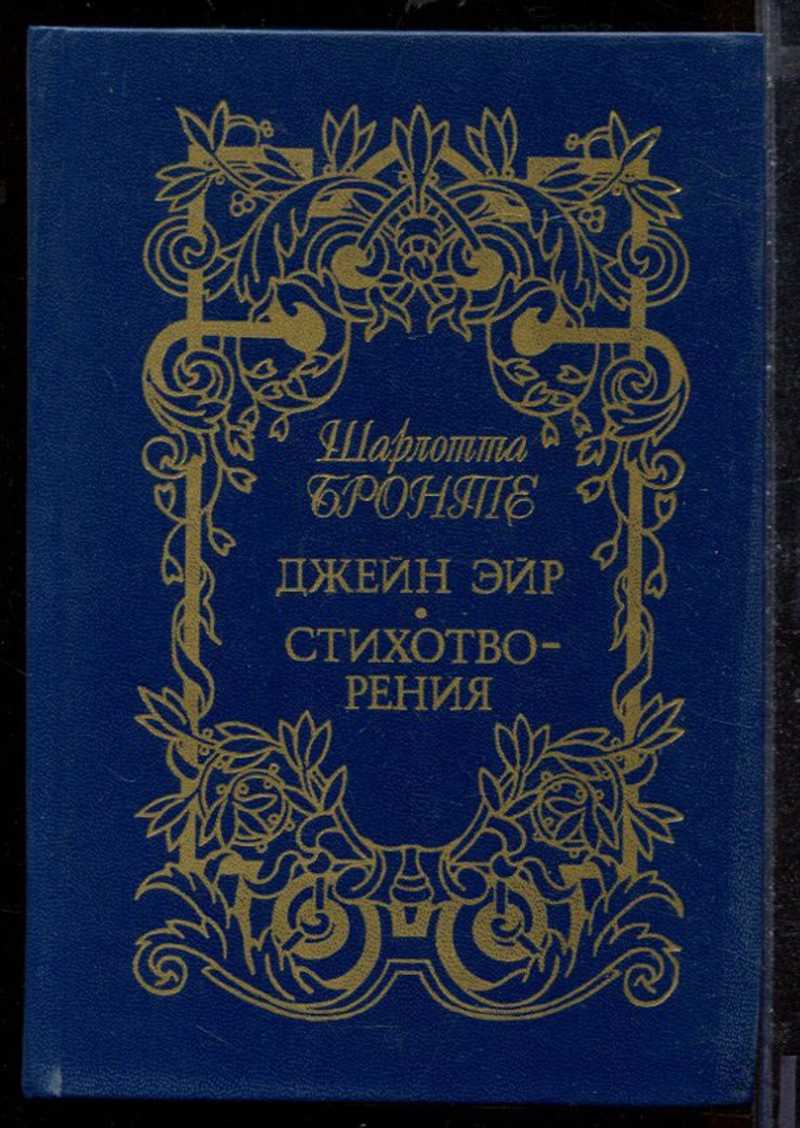 Шарлотта
БРОНТЕ
ДЖЕЙН ЭЙР
•
СТИХОТВО-
РЕНИЯ